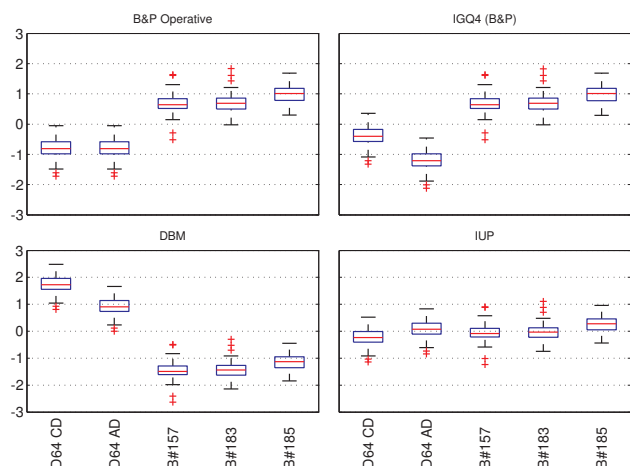 B&P Operative
IGQ4 (B&P)
3
2
1
0
-1
-2
-3
DBM
IUP
3
2
1
0
-1
-2
-3
D64 CD
D64 AD
B#157
B#183
B#185
D64 CD
D64 AD
B#157
B#183
B#185